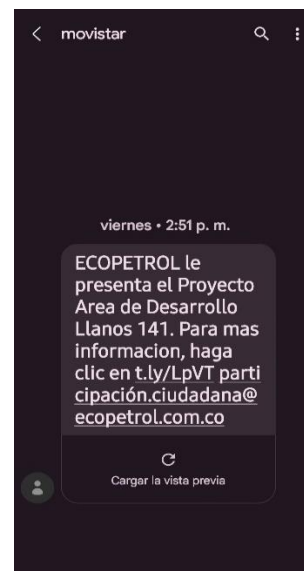 movistar
viernes • 2:51 p. m.
ECOPETROL le
presenta el Proyecto
Area de Desarrollo
Llanos 141. Para mas
informacion, haga
clic en t.ly/LpVT parti
cipación.ciudadana@
ecopetrol.com.co
Cargar la vista previa